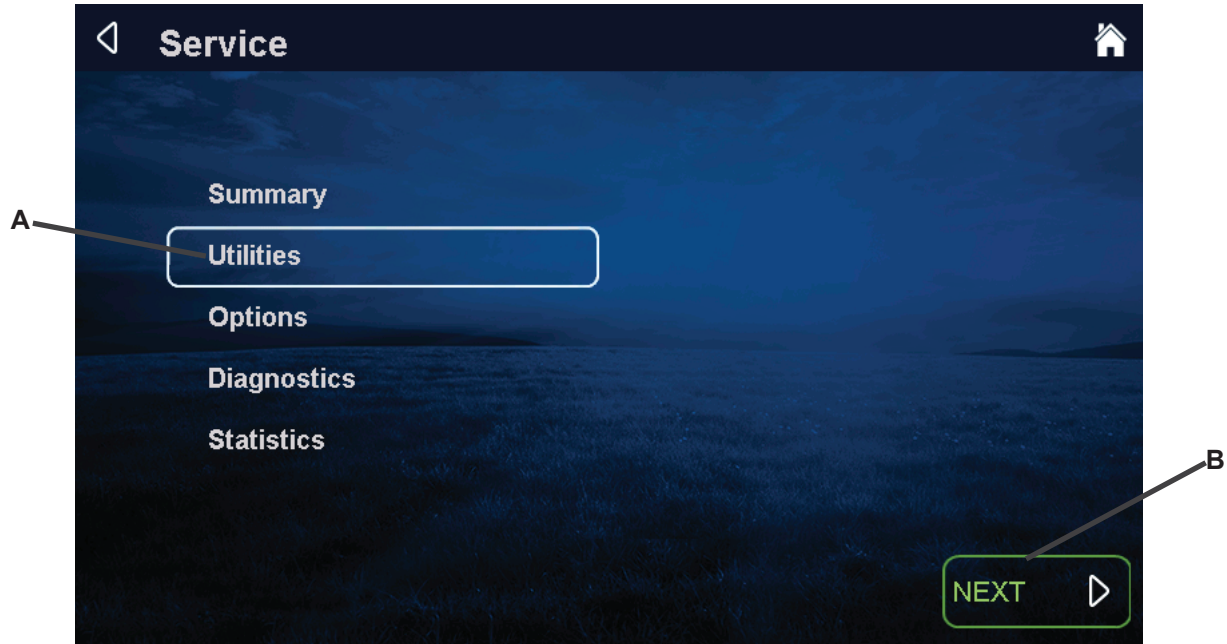 Service
Summary
A
Utilities
Options
Diagnostics
Statistics
B
NEXT